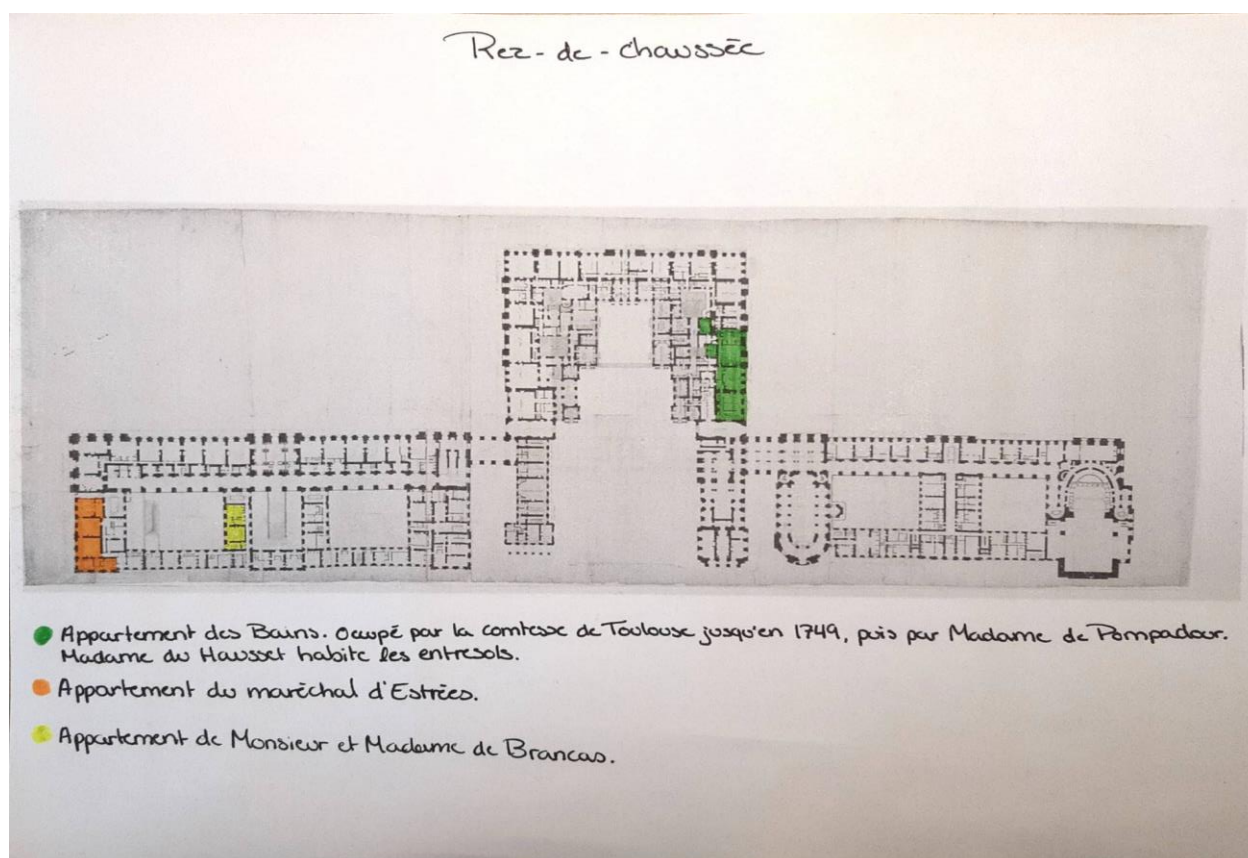 Rez-de-chaussée
Appartement des Bains. Ocupé par la comtesse de Toulouse jusqu'en 1749, puis par Madame de Pompadour.
Madame du Hausset habite les entresols.
Appartement du maréchal d'Estrées.
Appartement de Monsieur et Madame de Brancas.